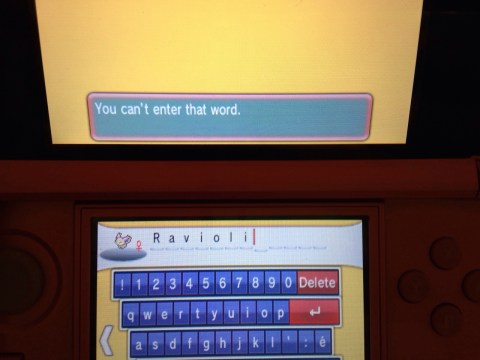 You can't enter that word.
Ravioli
! 1 2 3 4 5 6 7 8 9 0 Delete
q w e r t y u i o p
a s d f g h j k l ' : é